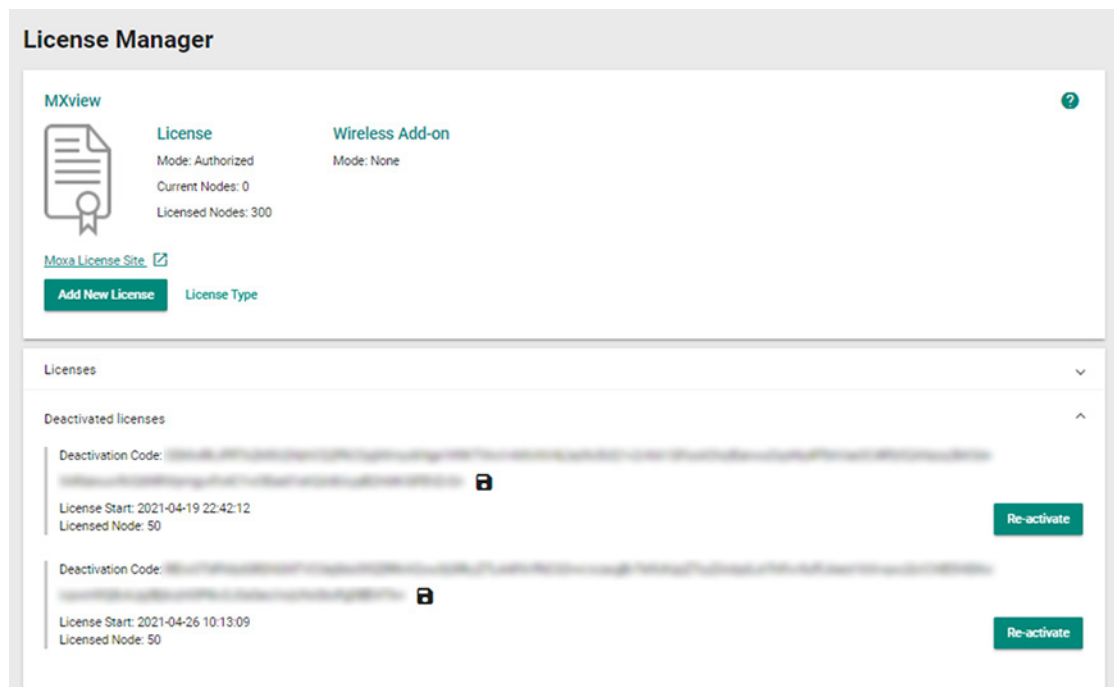 License Manager
MXview
License
Wireless Add-on
Mode: Authorized
Mode: None
Current Nodes: 0
Licensed Nodes: 300
Moxa License Site
Add New License
License Type
Licenses
Deactivated licenses
Deactivation Code:
License Start: 2021-04-19 22:42:12
Licensed Node: 50
Re-activate
Deactivation Code:
License Start: 2021-04-26 10:13:09
Licensed Node: 50
Re-activate